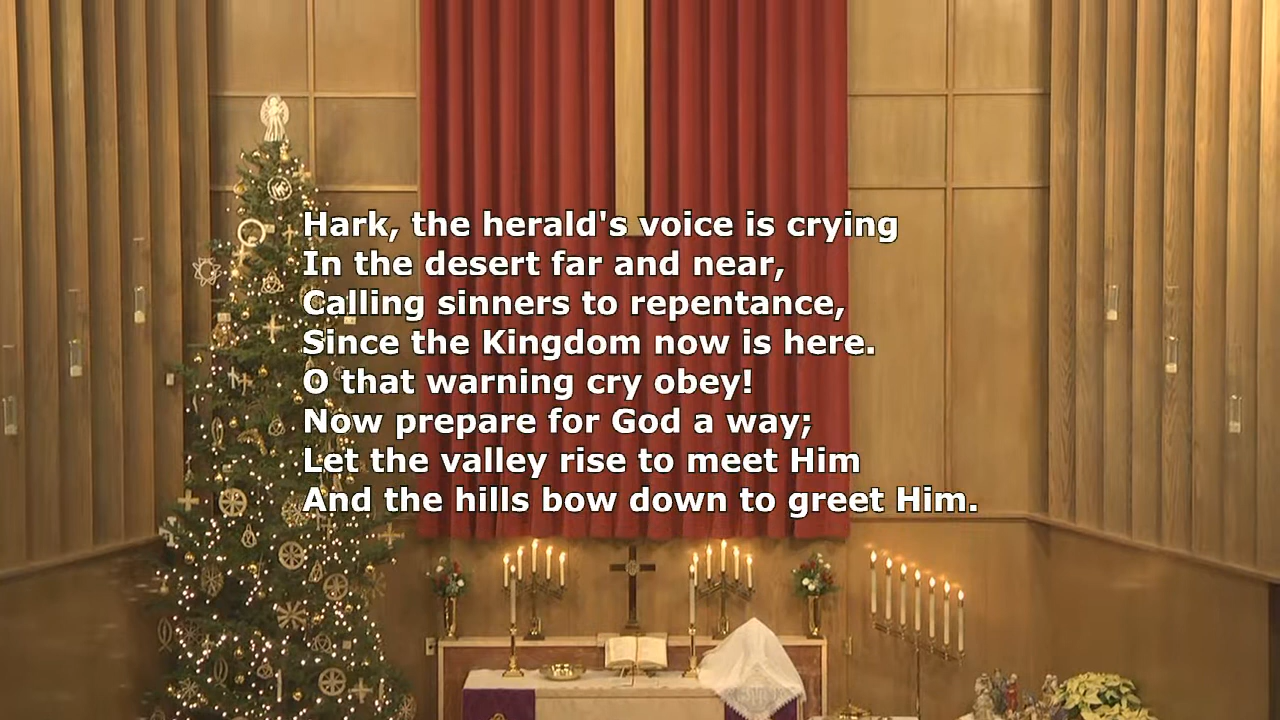 Hark, the herald's voice is crying
In the desert far and near,
Calling sinners to repentance,
Since the Kingdom now is here.
O that warning cry obey!
Now prepare for God a way;
Let the valley rise to meet Him
And the hills bow down to greet Him.